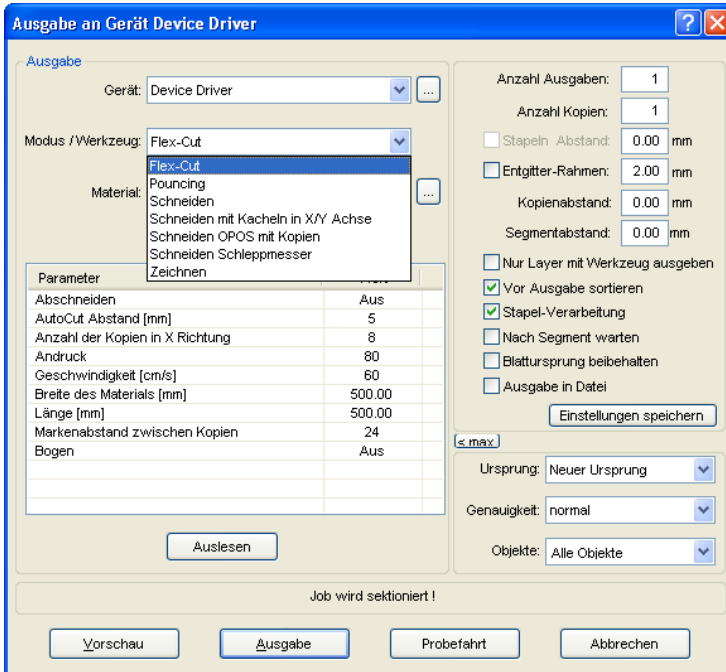 Ausgabe an Gerät Device Driver
Ausgabe
Gerät: Device Driver ...
Modus / Werkzeug: Flex-Cut
Flex-Cut
Pouncing
Schneiden
Schneiden mit Kacheln in X/Y Achse
Schneiden OPOS mit Kopien
Schneiden Schleppmesser
Zeichnen
Material: ...
Parameter
Abschneiden Aus
AutoCut Abstand [mm] 5
Anzahl der Kopien in X Richtung 8
Andruck 80
Geschwindigkeit [cm/s] 60
Breite des Materials [mm] 500.00
Länge [mm] 500.00
Markenabstand zwischen Kopien 24
Bogen Aus
Auslesen
Anzahl Ausgaben: 1
Anzahl Kopien: 1
Stapeln Abstand: 0.00 mm
Entgitter-Rahmen: 2.00 mm
Kopienabstand: 0.00 mm
Segmentabstand: 0.00 mm
Nur Layer mit Werkzeug ausgeben
Vor Ausgabe sortieren
Stapel-Verarbeitung
Nach Segment warten
Blattursprung beibehalten
Ausgabe in Datei
Einstellungen speichern
< max
Ursprung: Neuer Ursprung
Genauigkeit: normal
Objekte: Alle Objekte
Job wird sektioniert !
Vorschau Ausgabe Probefahrt Abbrechen